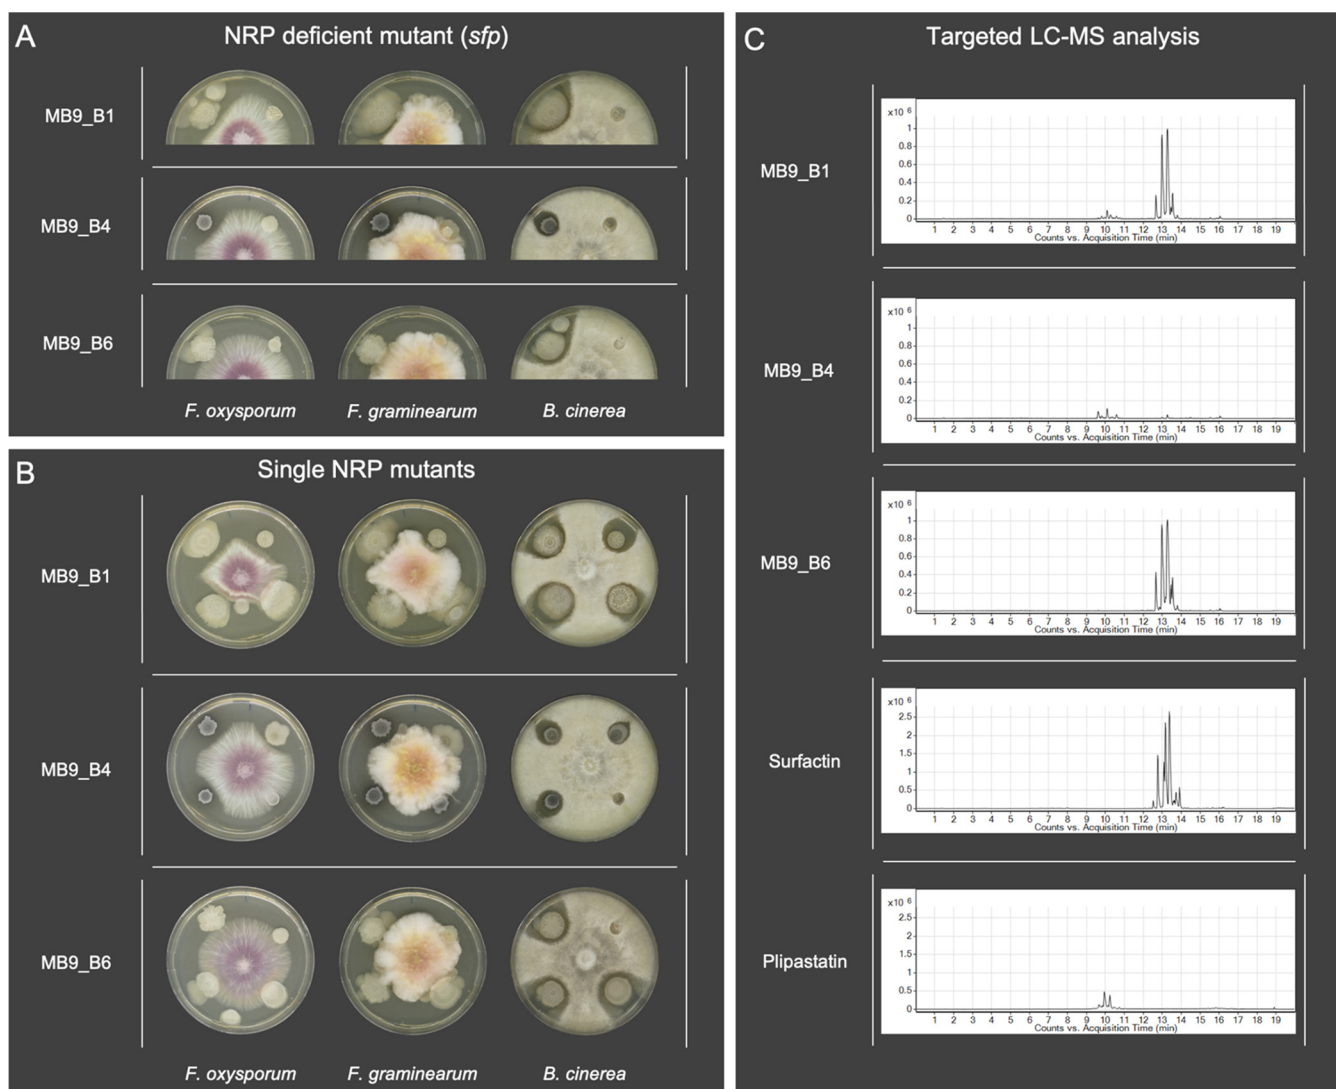 A
NRP deficient mutant (sfp)
MB9_B1
MB9_B4
MB9_B6
F. oxysporum
F. graminearum
B. cinerea
B
Single NRP mutants
MB9_B1
MB9_B4
MB9_B6
F. oxysporum
F. graminearum
B. cinerea
C
Targeted LC-MS analysis
MB9_B1
x10 6
1
0.8
0.6
0.4
0.2
0
1 2 3 4 5 6 7 8 9 10 11 12 13 14 15 16 17 18 19
Counts vs. Acquisition Time (min)
MB9_B4
x10 6
1
0.8
0.6
0.4
0.2
0
1 2 3 4 5 6 7 8 9 10 11 12 13 14 15 16 17 18 19
Counts vs. Acquisition Time (min)
MB9_B6
x10 6
1
0.8
0.6
0.4
0.2
0
1 2 3 4 5 6 7 8 9 10 11 12 13 14 15 16 17 18 19
Counts vs. Acquisition Time (min)
Surfactin
x10 6
2.5
2
1.5
1
0.5
0
1 2 3 4 5 6 7 8 9 10 11 12 13 14 15 16 17 18 19
Counts vs. Acquisition Time (min)
Plipastatin
x10 6
2.5
2
1.5
1
0.5
0
1 2 3 4 5 6 7 8 9 10 11 12 13 14 15 16 17 18 19
Counts vs. Acquisition Time (min)